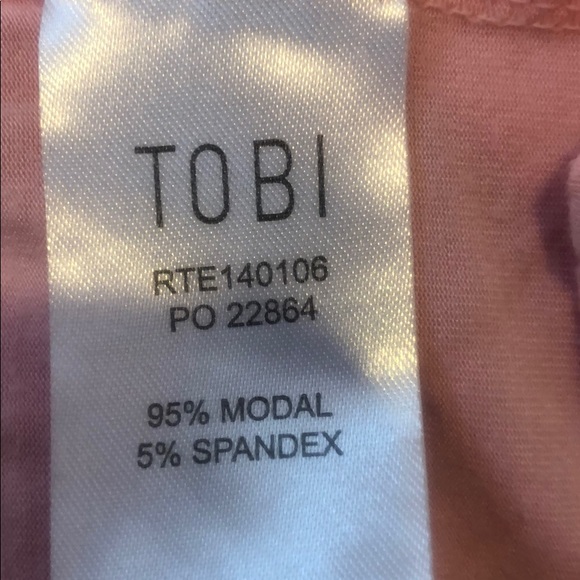 TOBI
RTE140106
PO 22864
95% MODAL
5% SPANDEX